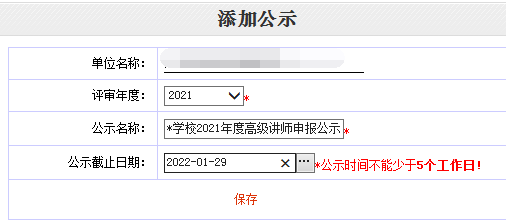 添加公示
单位名称：
评审年度： 2021 *
公示名称： *学校2021年度高级讲师申报公示 *
公示截止日期： 2022-01-29 ✕ … *公示时间不能少于5个工作日！
保存